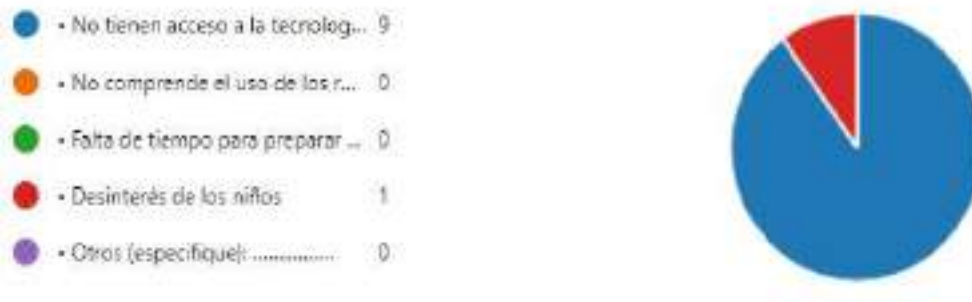 • No tienen acceso a la tecnolog... 9
• No comprende el uso de los r... 0
• Falta de tiempo para preparar ... 0
• Desinterés de los niños 1
• Otros (especifique): ............... 0